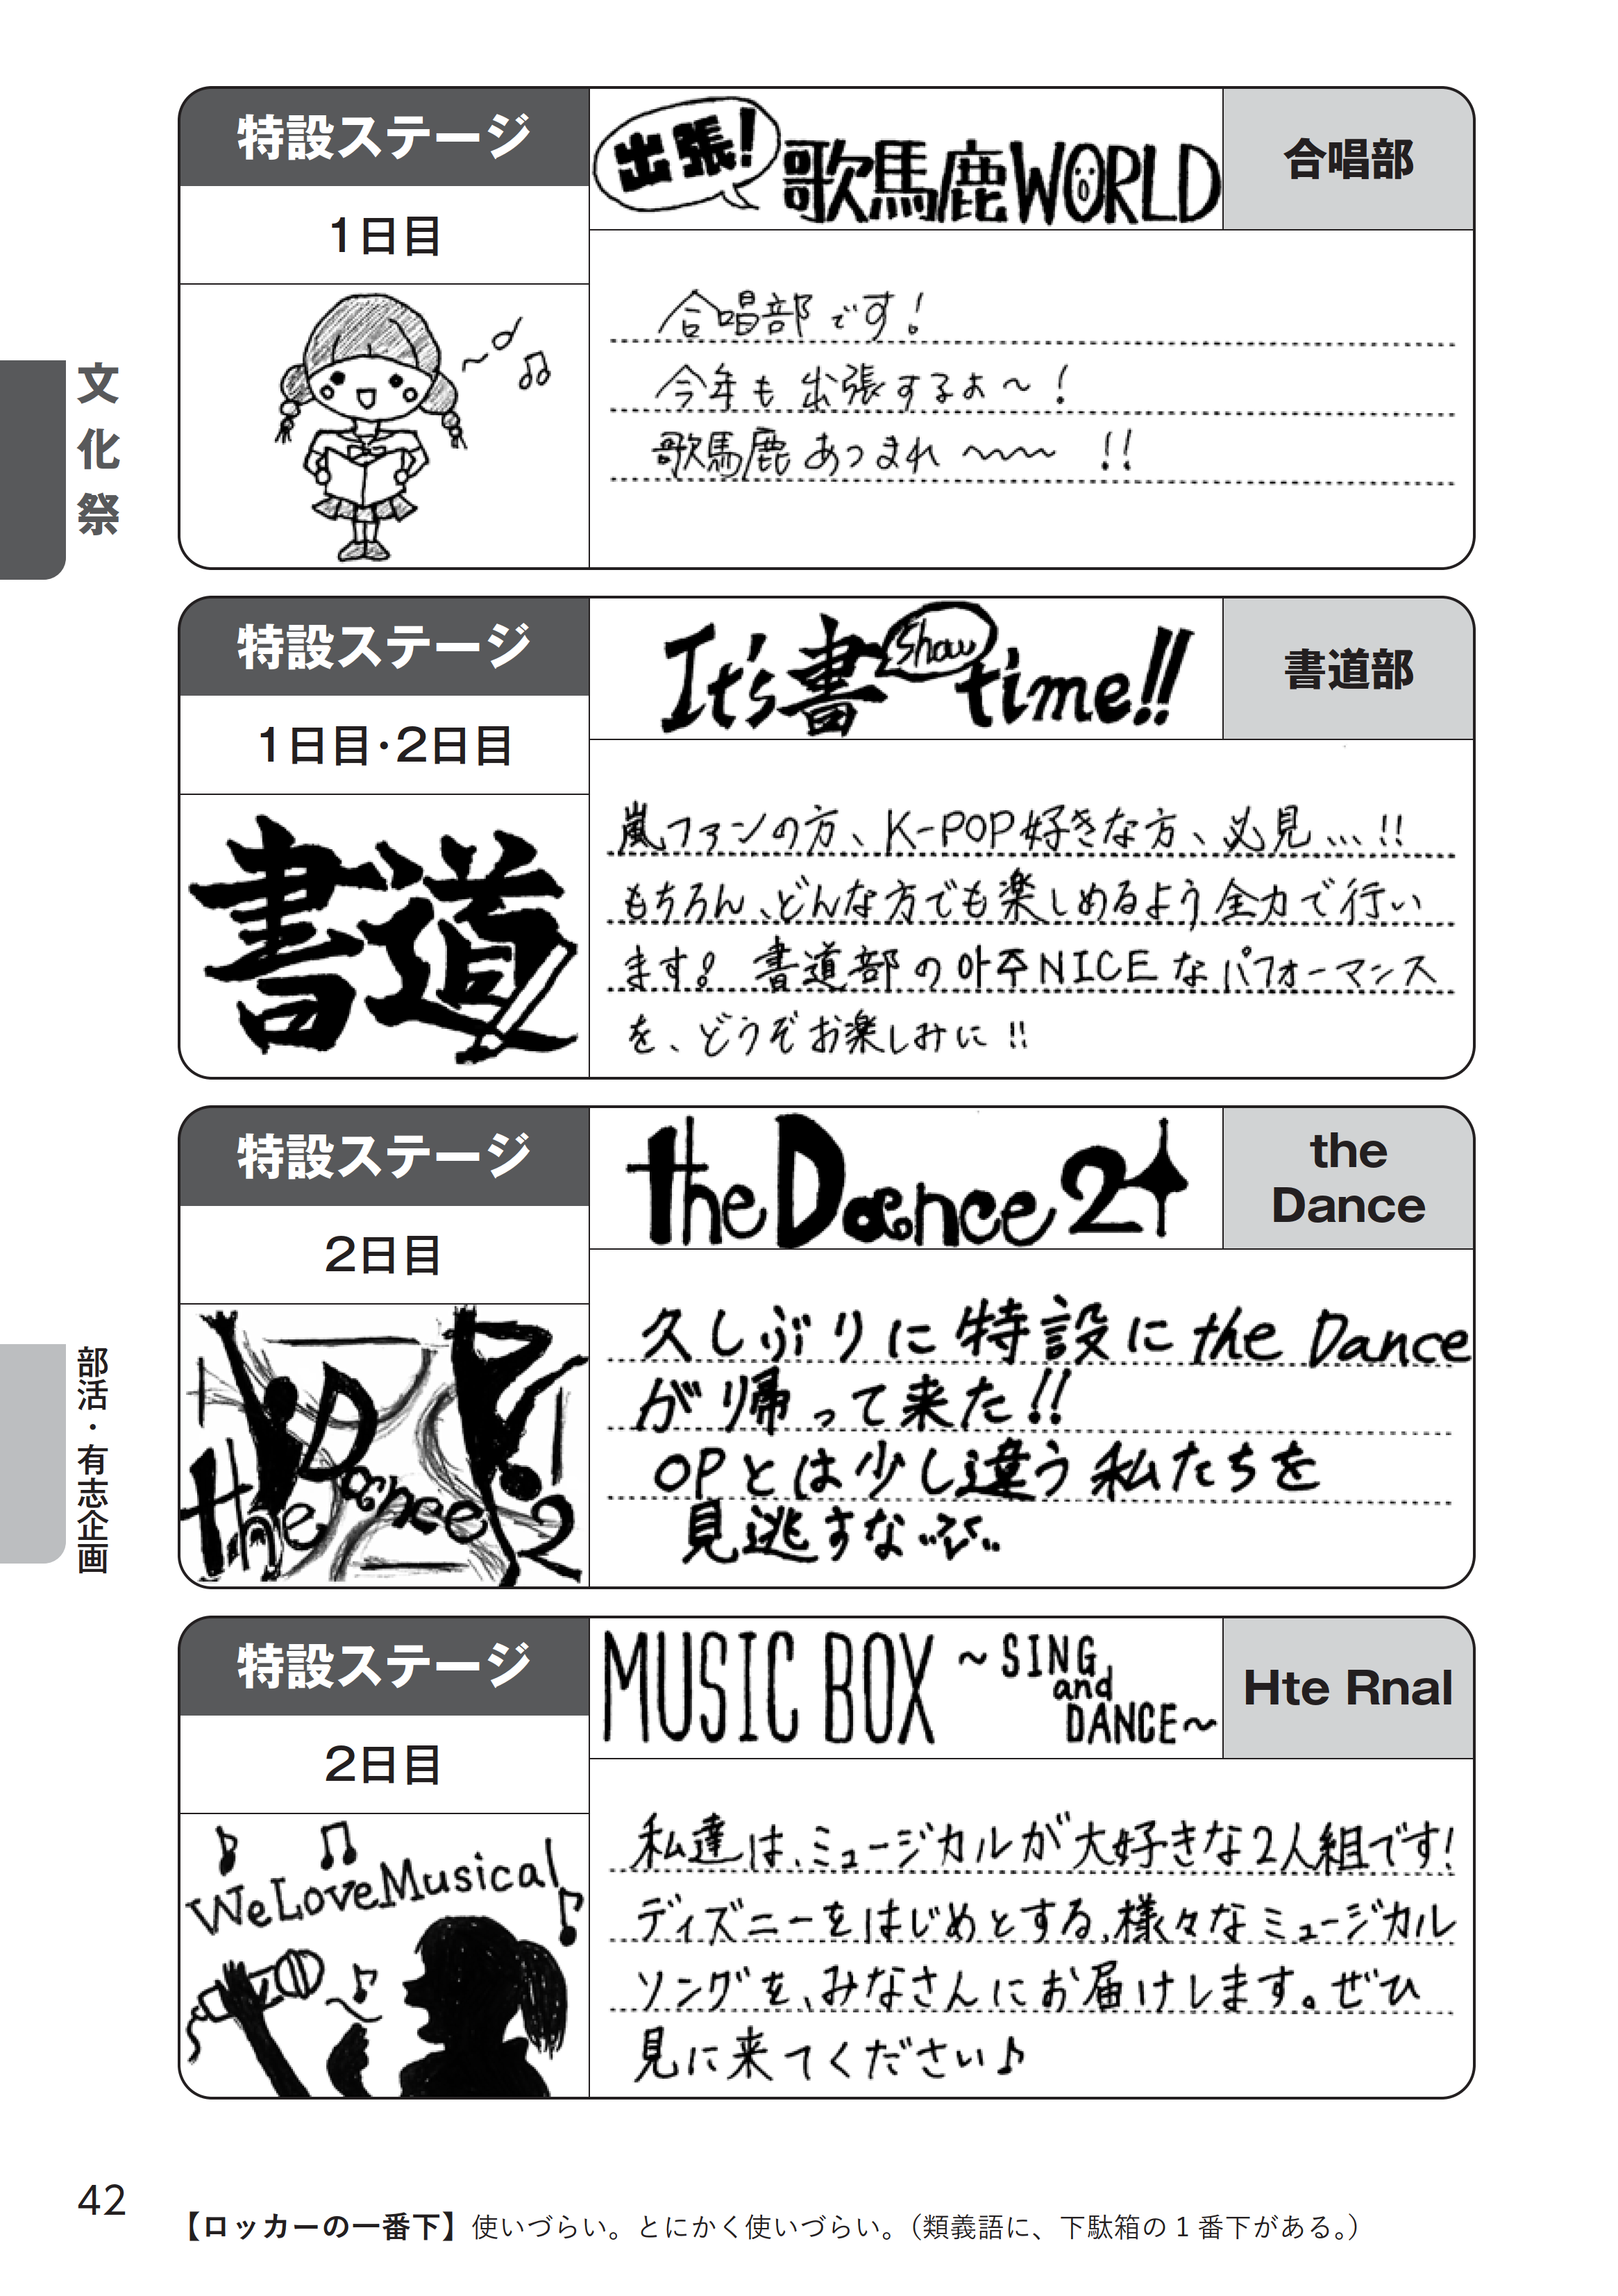 文化祭
部活・有志企画
特設ステージ
1日目
出張!
歌馬鹿WORLD
合唱部
合唱部です!
今年も出張するよ〜!
歌馬鹿あつまれ〜〜〜 !!
特設ステージ
1日目・2日目
It's書time!!
show
書道部
書道
嵐ファンの方、K-POP好きな方、必見…!!
もちろん、どんな方でも楽しめるよう全力で行い
ます! 書道部の아주NICEなパフォーマンス
を、どうぞお楽しみに!!
特設ステージ
2日目
the Dance 2
the Dance
the Dance 2
久しぶりに特設にthe Dance
が帰って来た!!
OPとは少し違う私たちを
見逃すな
特設ステージ
2日目
MUSIC BOX 〜SING and DANCE〜
Hte Rnal
We Love Musical
私達は、ミュージカルが大好きな2人組です!
ディズニーをはじめとする、様々なミュージカル
ソングを、みなさんにお届けします。ぜひ
見に来てください♪
42
【ロッカーの一番下】使いづらい。とにかく使いづらい。（類義語に、下駄箱の1番下がある。）